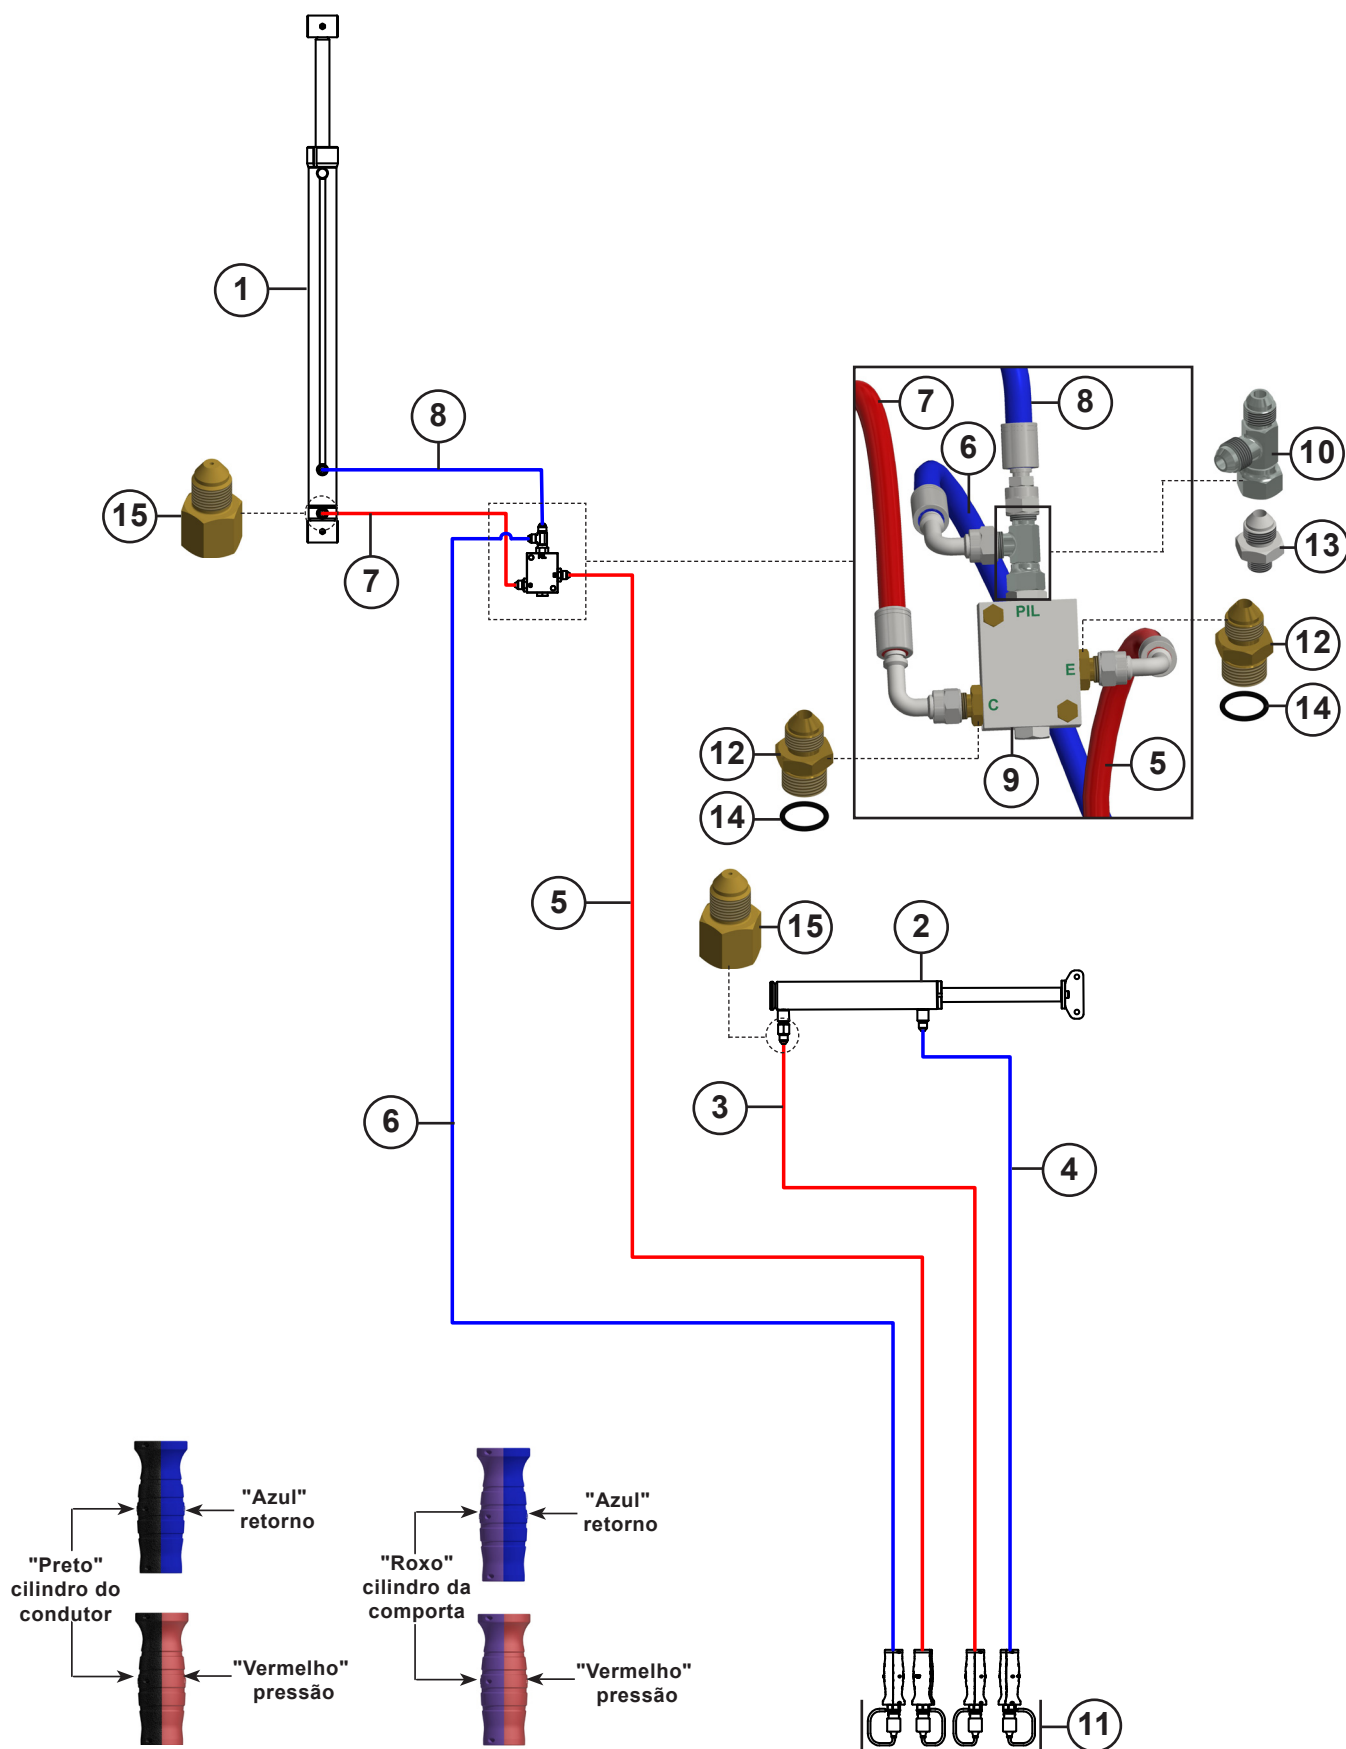 1
8
15
7
7
8
6
10
13
PIL
12
E
14
C
12
5
9
14
5
15
2
3
6
4
"Azul"
retorno
"Azul"
retorno
"Preto"
cilindro do
condutor
"Roxo"
cilindro da
comporta
"Vermelho"
pressão
"Vermelho"
pressão
11